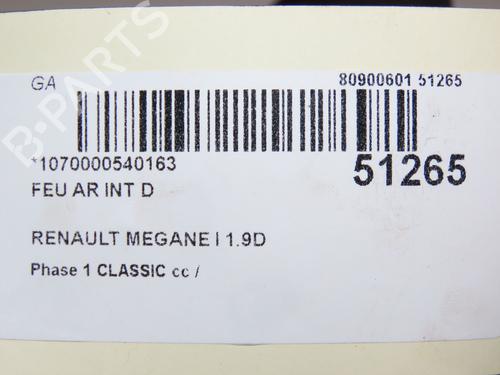 GA
80900601 51265
*1070000540163
51265
FEU AR INT D
RENAULT MEGANE I 1.9D
Phase 1 CLASSIC cc /
B-PARTS